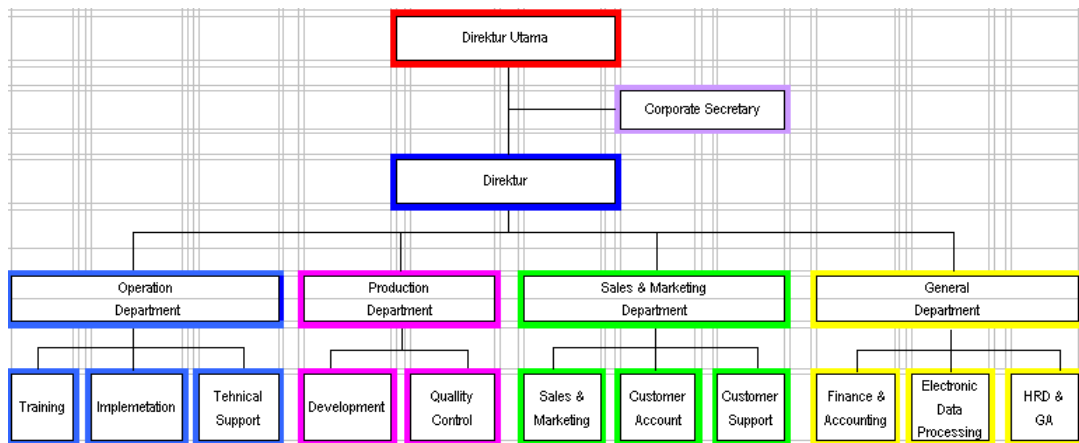 Direktur Utama
Corporate Secretary
Direktur
Operation
Department
Production
Department
Sales & Marketing
Department
General
Department
Training
Implemetation
Tehnical
Support
Development
Quallity
Control
Sales &
Marketing
Customer
Account
Customer
Support
Finance &
Accounting
Electronic
Data
Processing
HRD &
GA